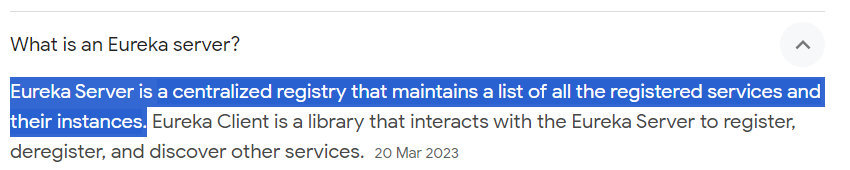 What is an Eureka server?
Eureka Server is a centralized registry that maintains a list of all the registered services and
their instances. Eureka Client is a library that interacts with the Eureka Server to register,
deregister, and discover other services. 20 Mar 2023